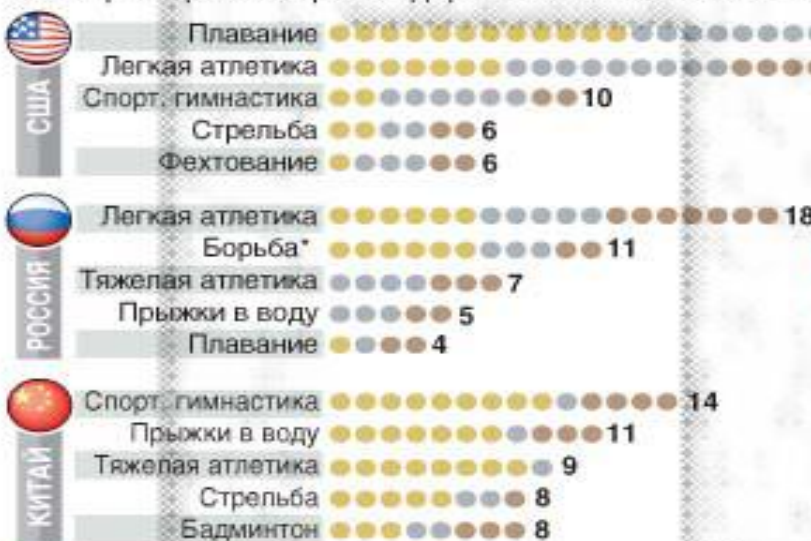 Плавание
Легкая атлетика
Спорт. гимнастика 10
Стрельба 6
Фехтование 6
США
Легкая атлетика 18
Борьба* 11
Тяжелая атлетика 7
Прыжки в воду 5
Плавание 4
РОССИЯ
Спорт. гимнастика 14
Прыжки в воду 11
Тяжелая атлетика 9
Стрельба 8
Бадминтон 8
КИТАЙ